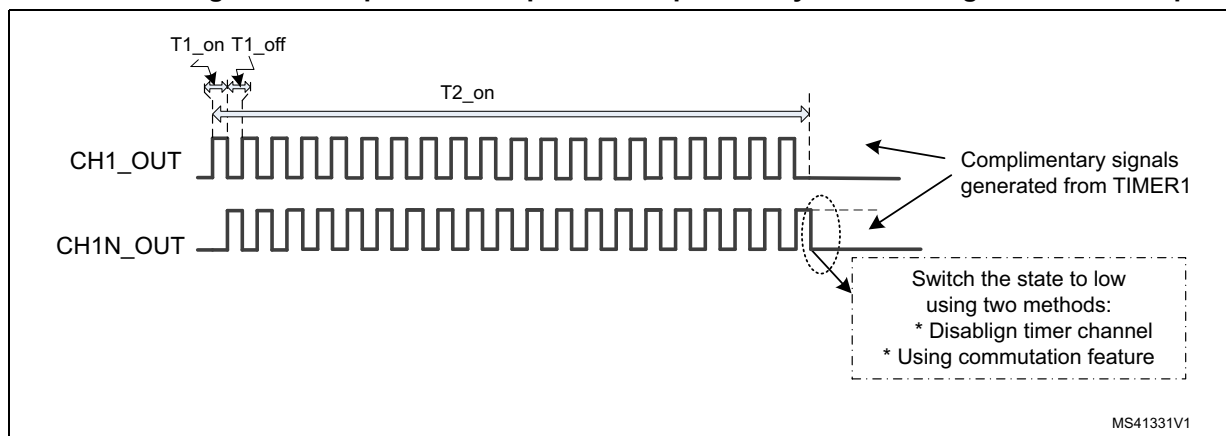 T1_on T1_off
T2_on
CH1_OUT
Complimentary signals
generated from TIMER1
CH1N_OUT
Switch the state to low
using two methods:
* Disablign timer channel
* Using commutation feature
MS41331V1